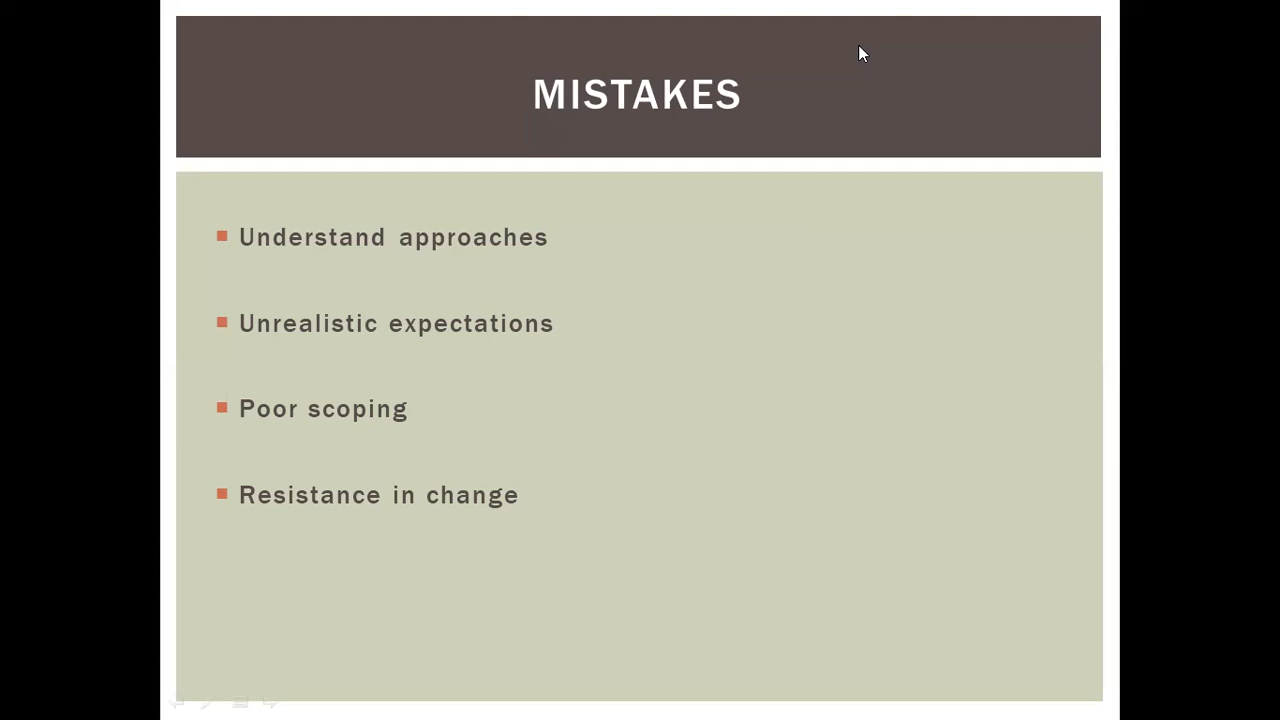 MISTAKES
Understand approaches
Unrealistic expectations
Poor scoping
Resistance in change